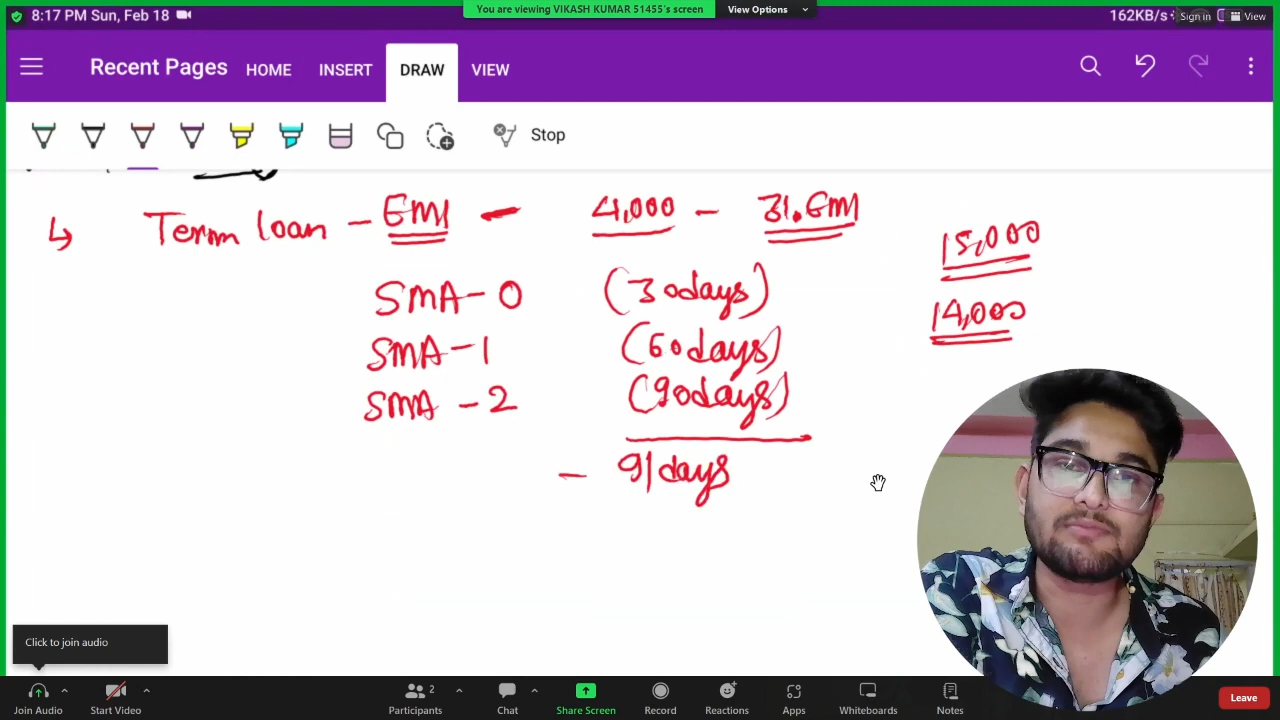 8:17 PM Sun, Feb 18
You are viewing VIKASH KUMAR 51455's screen
View Options
162KB/s
Sign in
View
Recent Pages
HOME
INSERT
DRAW
VIEW
Stop
Term loan - EMI - 4,000 - 31.EMI
15,000
SMA-0 (30days)
14,000
SMA-1 (60days)
SMA-2 (90days)
- 91days
Click to join audio
Join Audio
Start Video
Participants 2
Chat
Share Screen
Record
Reactions
Apps
Whiteboards
Notes
Leave